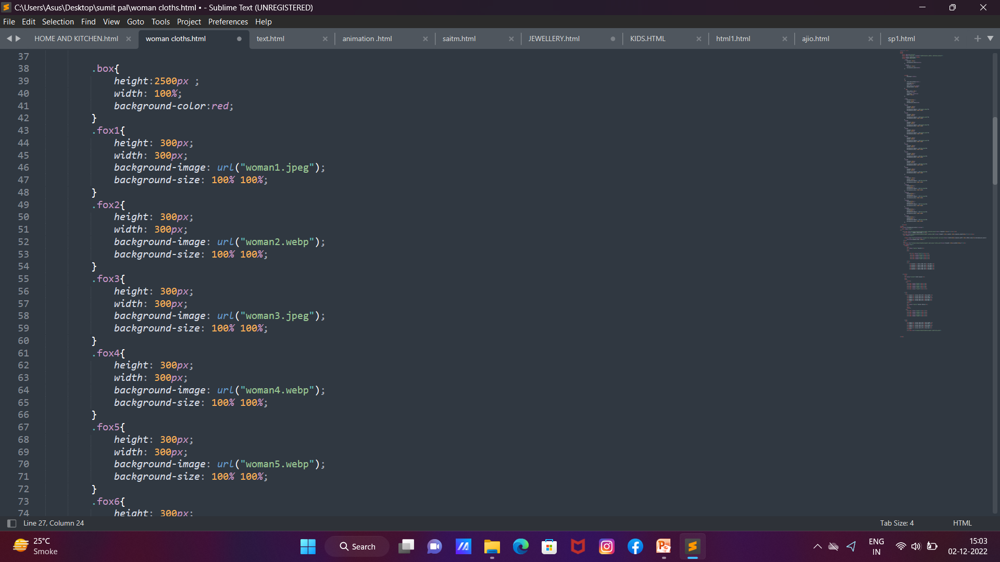 C:\Users\Asus\Desktop\sumit pal\woman cloths.html • - Sublime Text (UNREGISTERED)
File Edit Selection Find View Goto Tools Project Preferences Help
HOME AND KITCHEN.html woman cloths.html text.html animation .html saitm.html JEWELLERY.html KIDS.HTML html1.html ajio.html sp1.html
37
38 .box{
39 height:2500px ;
40 width: 100%;
41 background-color:red;
42 }
43 .fox1{
44 height: 300px;
45 width: 300px;
46 background-image: url("woman1.jpeg");
47 background-size: 100% 100%;
48 }
49 .fox2{
50 height: 300px;
51 width: 300px;
52 background-image: url("woman2.webp");
53 background-size: 100% 100%;
54 }
55 .fox3{
56 height: 300px;
57 width: 300px;
58 background-image: url("woman3.jpeg");
59 background-size: 100% 100%;
60 }
61 .fox4{
62 height: 300px;
63 width: 300px;
64 background-image: url("woman4.webp");
65 background-size: 100% 100%;
66 }
67 .fox5{
68 height: 300px;
69 width: 300px;
70 background-image: url("woman5.webp");
71 background-size: 100% 100%;
72 }
73 .fox6{
74 height: 300px;
Line 27, Column 24 Tab Size: 4 HTML
25°C
Smoke
Search
ENG
IN
15:03
02-12-2022